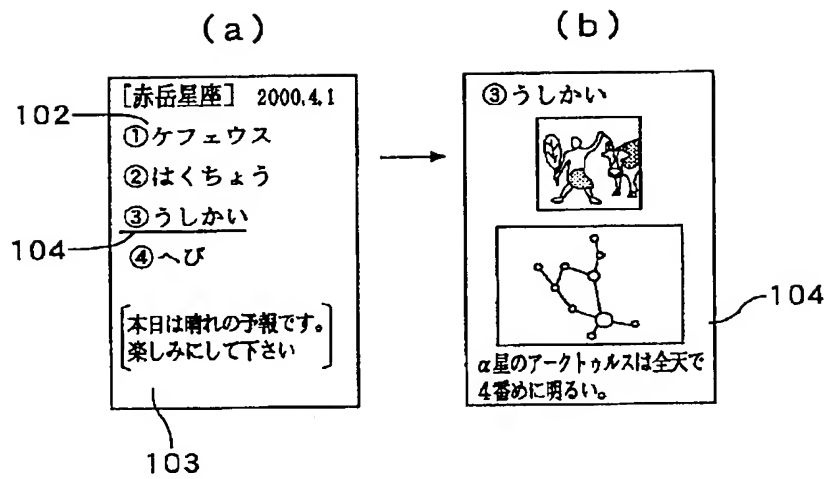 (a)
(b)
[赤岳星座] 2000.4.1
①ケフェウス
②はくちょう
③うしかい
④へび
本日は晴れの予報です。
楽しみにして下さい
102
104
103
③うしかい
α星のアークトゥルスは全天で
4番めに明るい。
104